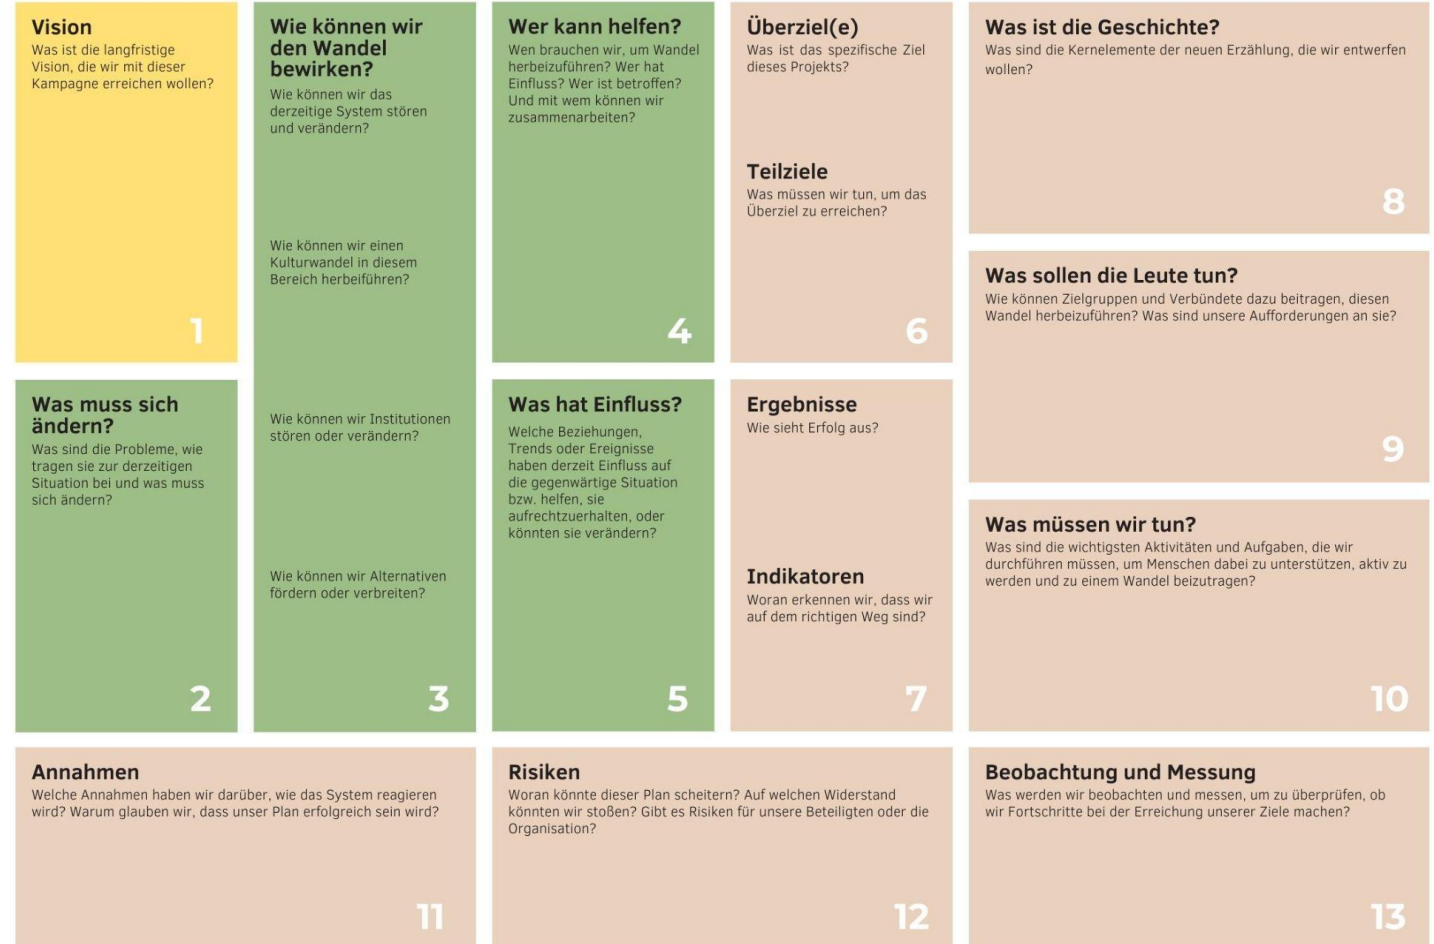 Vision
Was ist die langfristige
Vision, die wir mit dieser
Kampagne erreichen wollen?
1
Was muss sich
ändern?
Was sind die Probleme, wie
tragen sie zur derzeitigen
Situation bei und was muss
sich ändern?
2
Wie können wir
den Wandel
bewirken?
Wie können wir das
derzeitige System stören
und verändern?
Wie können wir einen
Kulturwandel in diesem
Bereich herbeiführen?
Wie können wir Institutionen
stören oder verändern?
Wie können wir Alternativen
fördern oder verbreiten?
3
Wer kann helfen?
Wen brauchen wir, um Wandel
herbeizuführen? Wer hat
Einfluss? Wer ist betroffen?
Und mit wem können wir
zusammenarbeiten?
4
Was hat Einfluss?
Welche Beziehungen,
Trends oder Ereignisse
haben derzeit Einfluss auf
die gegenwärtige Situation
bzw. helfen, sie
aufrechtzuerhalten, oder
könnten sie verändern?
5
Überziel(e)
Was ist das spezifische Ziel
dieses Projekts?
Teilziele
Was müssen wir tun, um das
Überziel zu erreichen?
6
Ergebnisse
Wie sieht Erfolg aus?
Indikatoren
Woran erkennen wir, dass wir
auf dem richtigen Weg sind?
7
Was ist die Geschichte?
Was sind die Kernelemente der neuen Erzählung, die wir entwerfen
wollen?
8
Was sollen die Leute tun?
Wie können Zielgruppen und Verbündete dazu beitragen, diesen
Wandel herbeizuführen? Was sind unsere Aufforderungen an sie?
9
Was müssen wir tun?
Was sind die wichtigsten Aktivitäten und Aufgaben, die wir
durchführen müssen, um Menschen dabei zu unterstützen, aktiv zu
werden und zu einem Wandel beizutragen?
10
Annahmen
Welche Annahmen haben wir darüber, wie das System reagieren
wird? Warum glauben wir, dass unser Plan erfolgreich sein wird?
11
Risiken
Woran könnte dieser Plan scheitern? Auf welchen Widerstand
könnten wir stoßen? Gibt es Risiken für unsere Beteiligten oder die
Organisation?
12
Beobachtung und Messung
Was werden wir beobachten und messen, um zu überprüfen, ob
wir Fortschritte bei der Erreichung unserer Ziele machen?
13